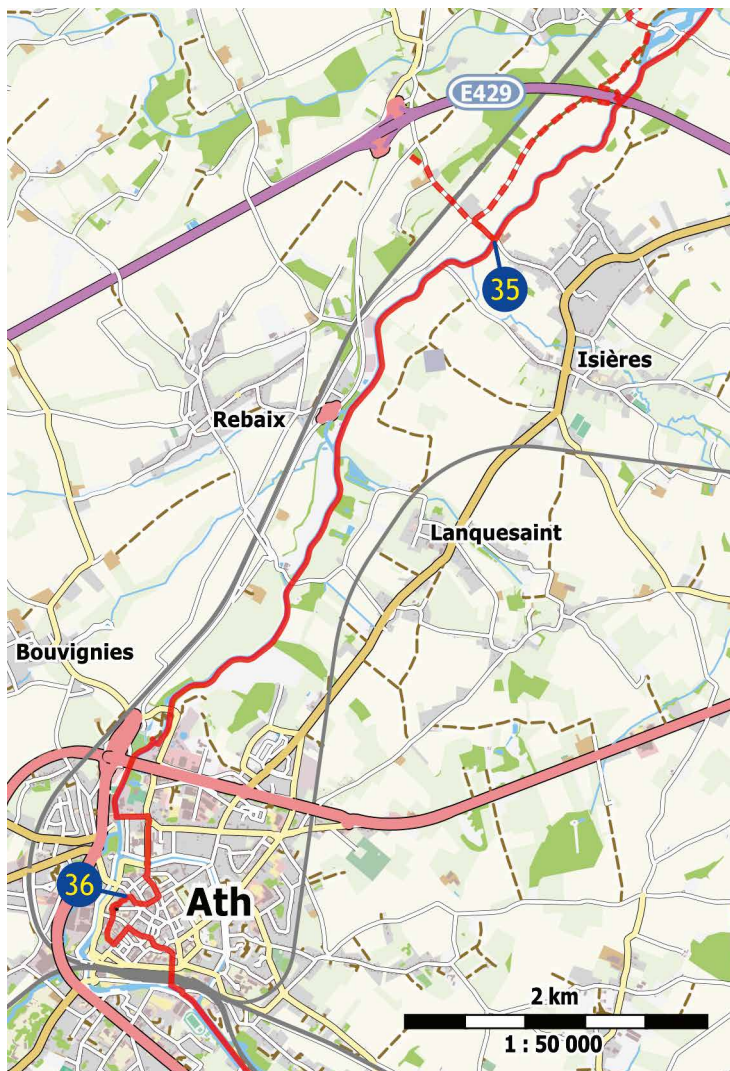 E429
35
Isières
Rebaix
Lanquesaint
Bouvignies
36
Ath
2 km
1 : 50 000